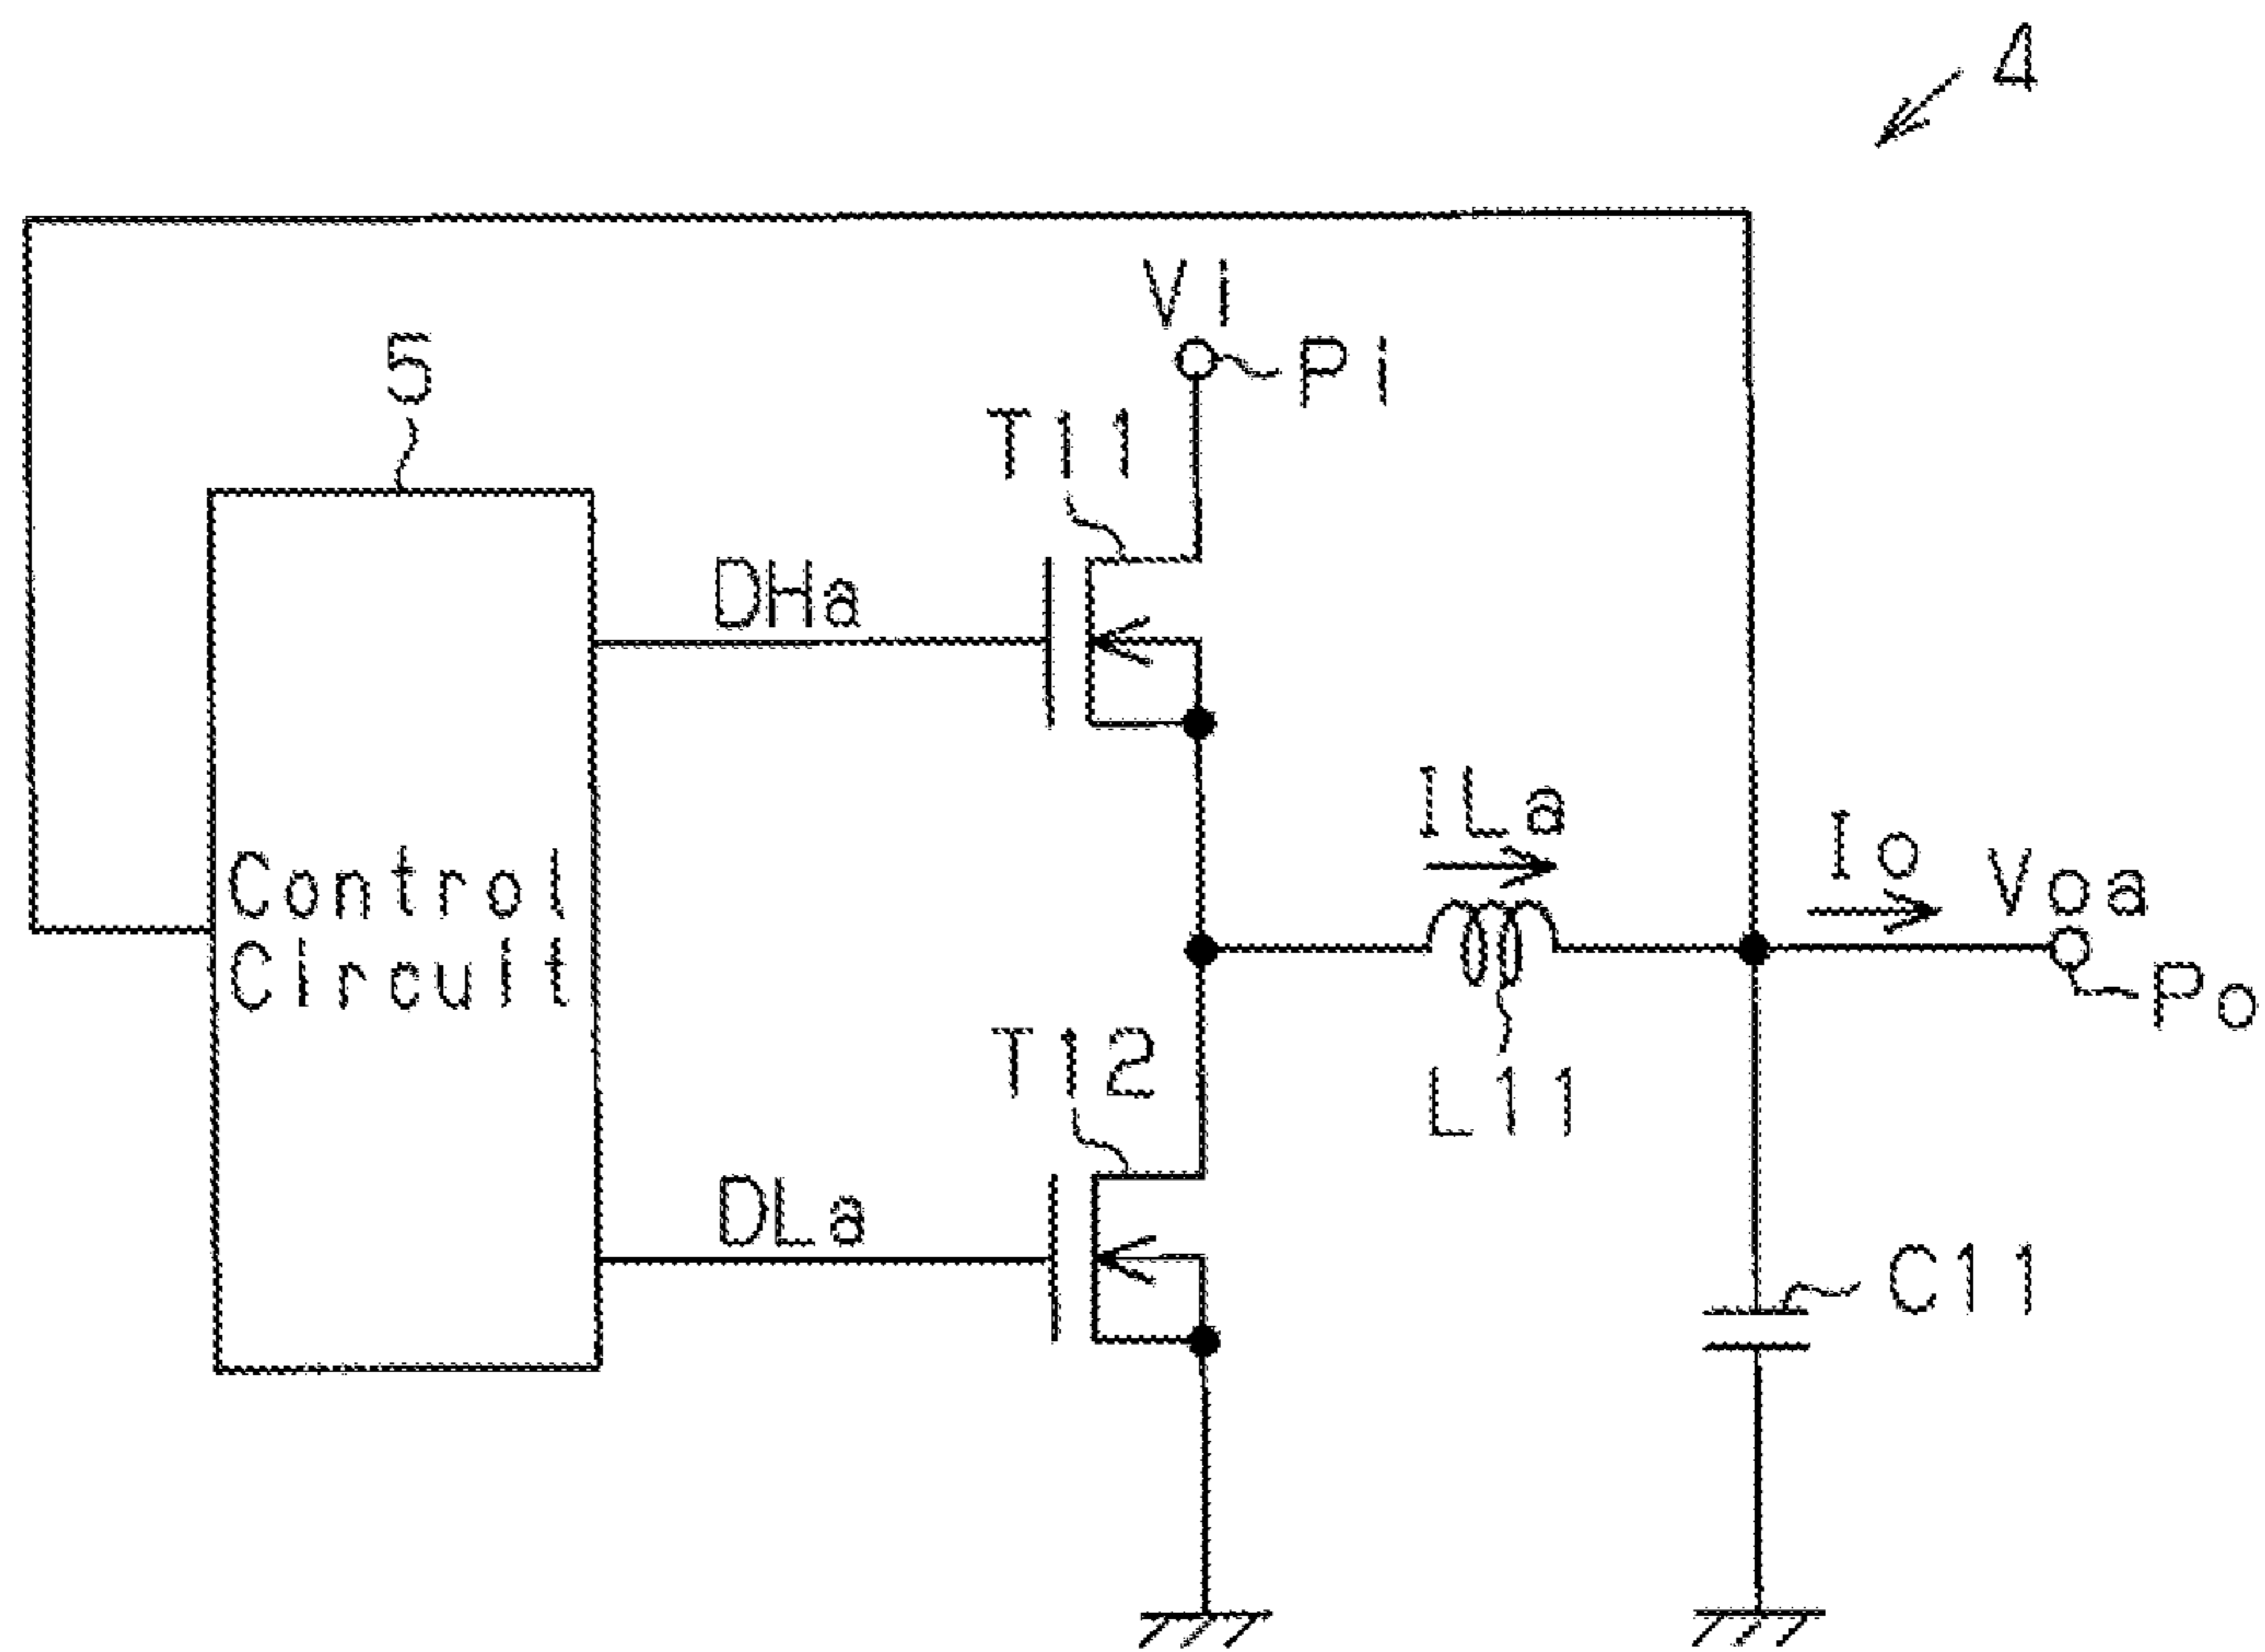 4
Vi
Pi
5
T11
DHa
ILa
Io
Voa
Control
Circuit
Po
T12
L11
DLa
C11